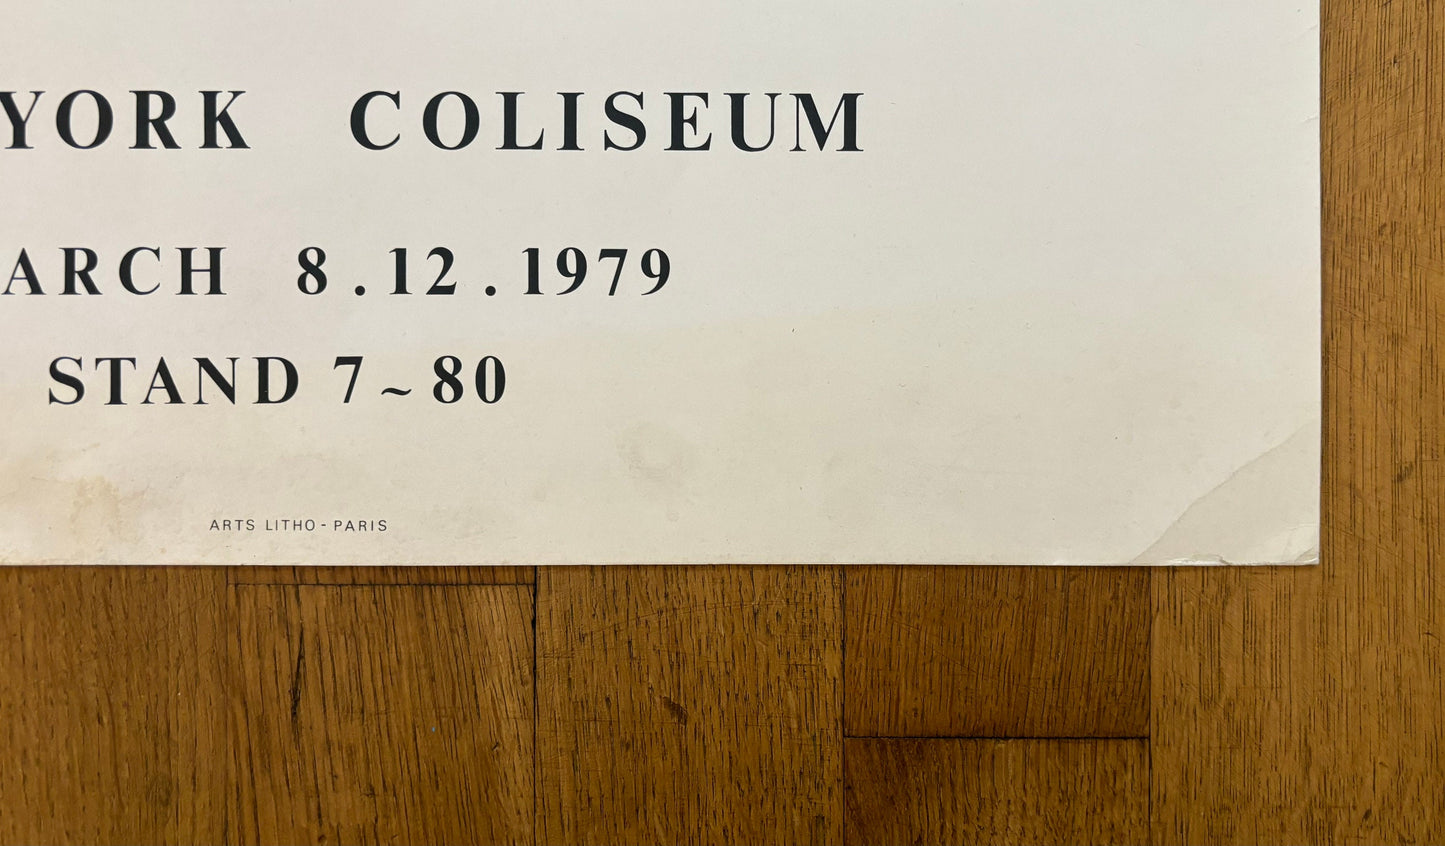 YORK COLISEUM
ARCH 8.12.1979
STAND 7~80
ARTS LITHO - PARIS